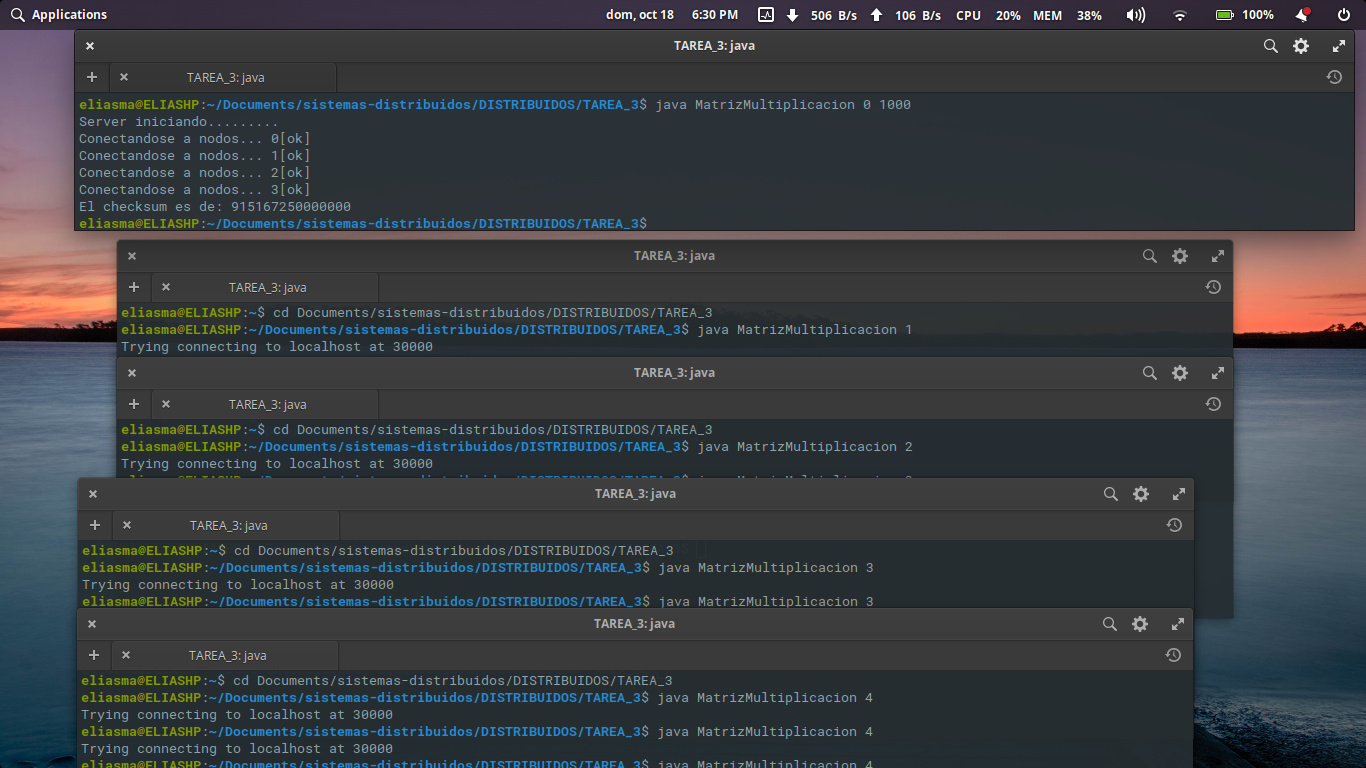 Applications
dom, oct 18 6:30 PM 506 B/s 106 B/s CPU 20% MEM 38% 100%
TAREA_3: java
TAREA_3: java
eliasma@ELIASHP:~/Documents/sistemas-distribuidos/DISTRIBUIDOS/TAREA_3$ java MatrizMultiplicacion 0 1000
Server iniciando.........
Conectandose a nodos... 0[ok]
Conectandose a nodos... 1[ok]
Conectandose a nodos... 2[ok]
Conectandose a nodos... 3[ok]
El checksum es de: 915167250000000
eliasma@ELIASHP:~/Documents/sistemas-distribuidos/DISTRIBUIDOS/TAREA_3$
TAREA_3: java
TAREA_3: java
eliasma@ELIASHP:~$ cd Documents/sistemas-distribuidos/DISTRIBUIDOS/TAREA_3
eliasma@ELIASHP:~/Documents/sistemas-distribuidos/DISTRIBUIDOS/TAREA_3$ java MatrizMultiplicacion 1
Trying connecting to localhost at 30000
TAREA_3: java
TAREA_3: java
eliasma@ELIASHP:~$ cd Documents/sistemas-distribuidos/DISTRIBUIDOS/TAREA_3
eliasma@ELIASHP:~/Documents/sistemas-distribuidos/DISTRIBUIDOS/TAREA_3$ java MatrizMultiplicacion 2
Trying connecting to localhost at 30000
TAREA_3: java
TAREA_3: java
eliasma@ELIASHP:~$ cd Documents/sistemas-distribuidos/DISTRIBUIDOS/TAREA_3
eliasma@ELIASHP:~/Documents/sistemas-distribuidos/DISTRIBUIDOS/TAREA_3$ java MatrizMultiplicacion 3
Trying connecting to localhost at 30000
eliasma@ELIASHP:~/Documents/sistemas-distribuidos/DISTRIBUIDOS/TAREA_3$ java MatrizMultiplicacion 3
TAREA_3: java
TAREA_3: java
eliasma@ELIASHP:~$ cd Documents/sistemas-distribuidos/DISTRIBUIDOS/TAREA_3
eliasma@ELIASHP:~/Documents/sistemas-distribuidos/DISTRIBUIDOS/TAREA_3$ java MatrizMultiplicacion 4
Trying connecting to localhost at 30000
eliasma@ELIASHP:~/Documents/sistemas-distribuidos/DISTRIBUIDOS/TAREA_3$ java MatrizMultiplicacion 4
Trying connecting to localhost at 30000
eliasma@ELIASHP:~/Documents/sistemas-distribuidos/DISTRIBUIDOS/TAREA_3$ java MatrizMultiplicacion 4